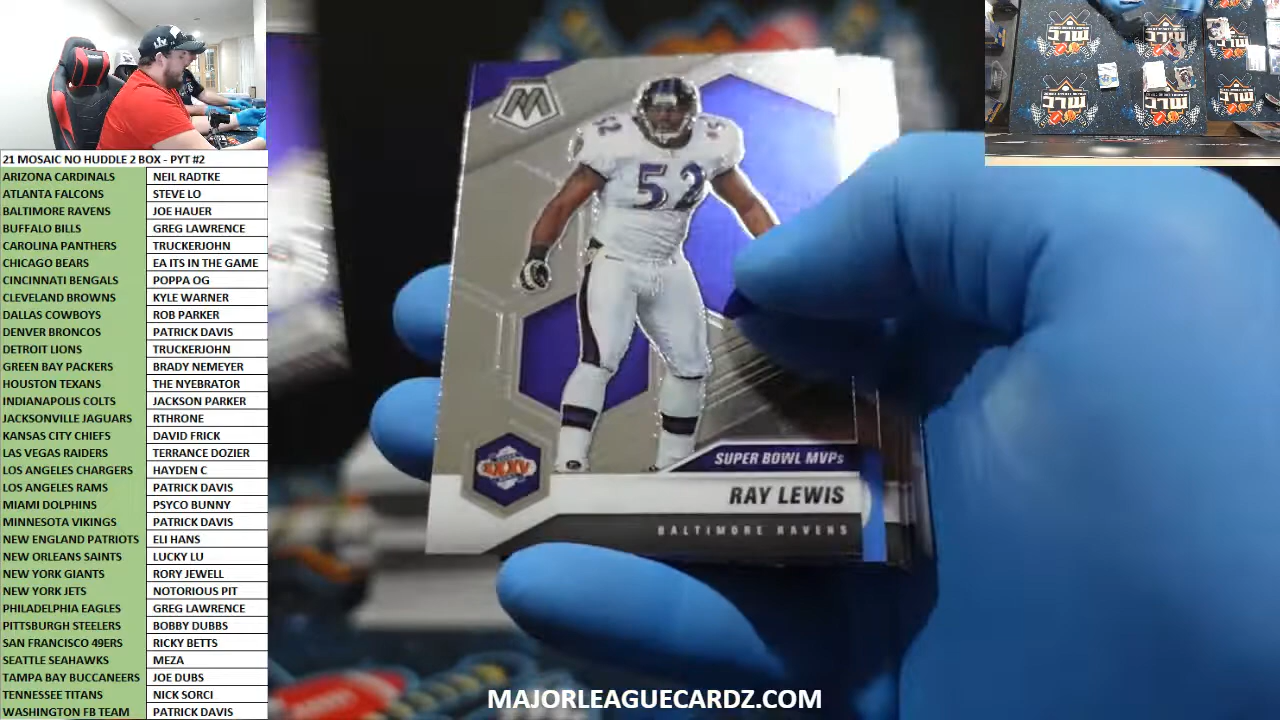 21 MOSAIC NO HUDDLE 2 BOX - PYT #2
ARIZONA CARDINALS NEIL RADTKE
ATLANTA FALCONS STEVE LO
BALTIMORE RAVENS JOE HAUER
BUFFALO BILLS GREG LAWRENCE
CAROLINA PANTHERS TRUCKERJOHN
CHICAGO BEARS EA ITS IN THE GAME
CINCINNATI BENGALS POPPA OG
CLEVELAND BROWNS KYLE WARNER
DALLAS COWBOYS ROB PARKER
DENVER BRONCOS PATRICK DAVIS
DETROIT LIONS TRUCKERJOHN
GREEN BAY PACKERS BRADY NEMEYER
HOUSTON TEXANS THE NYEBRATOR
INDIANAPOLIS COLTS JACKSON PARKER
JACKSONVILLE JAGUARS RTHRONE
KANSAS CITY CHIEFS DAVID FRICK
LAS VEGAS RAIDERS TERRANCE DOZIER
LOS ANGELES CHARGERS HAYDEN C
LOS ANGELES RAMS PATRICK DAVIS
MIAMI DOLPHINS PSYCO BUNNY
MINNESOTA VIKINGS PATRICK DAVIS
NEW ENGLAND PATRIOTS ELI HANS
NEW ORLEANS SAINTS LUCKY LU
NEW YORK GIANTS RORY JEWELL
NEW YORK JETS NOTORIOUS PIT
PHILADELPHIA EAGLES GREG LAWRENCE
PITTSBURGH STEELERS BOBBY DUBBS
SAN FRANCISCO 49ERS RICKY BETTS
SEATTLE SEAHAWKS MEZA
TAMPA BAY BUCCANEERS JOE DUBS
TENNESSEE TITANS NICK SORCI
WASHINGTON FB TEAM PATRICK DAVIS
M
52
52
XXXV
SUPER BOWL MVPs
RAY LEWIS
BALTIMORE RAVENS
MAJORLEAGUECARDZ.COM